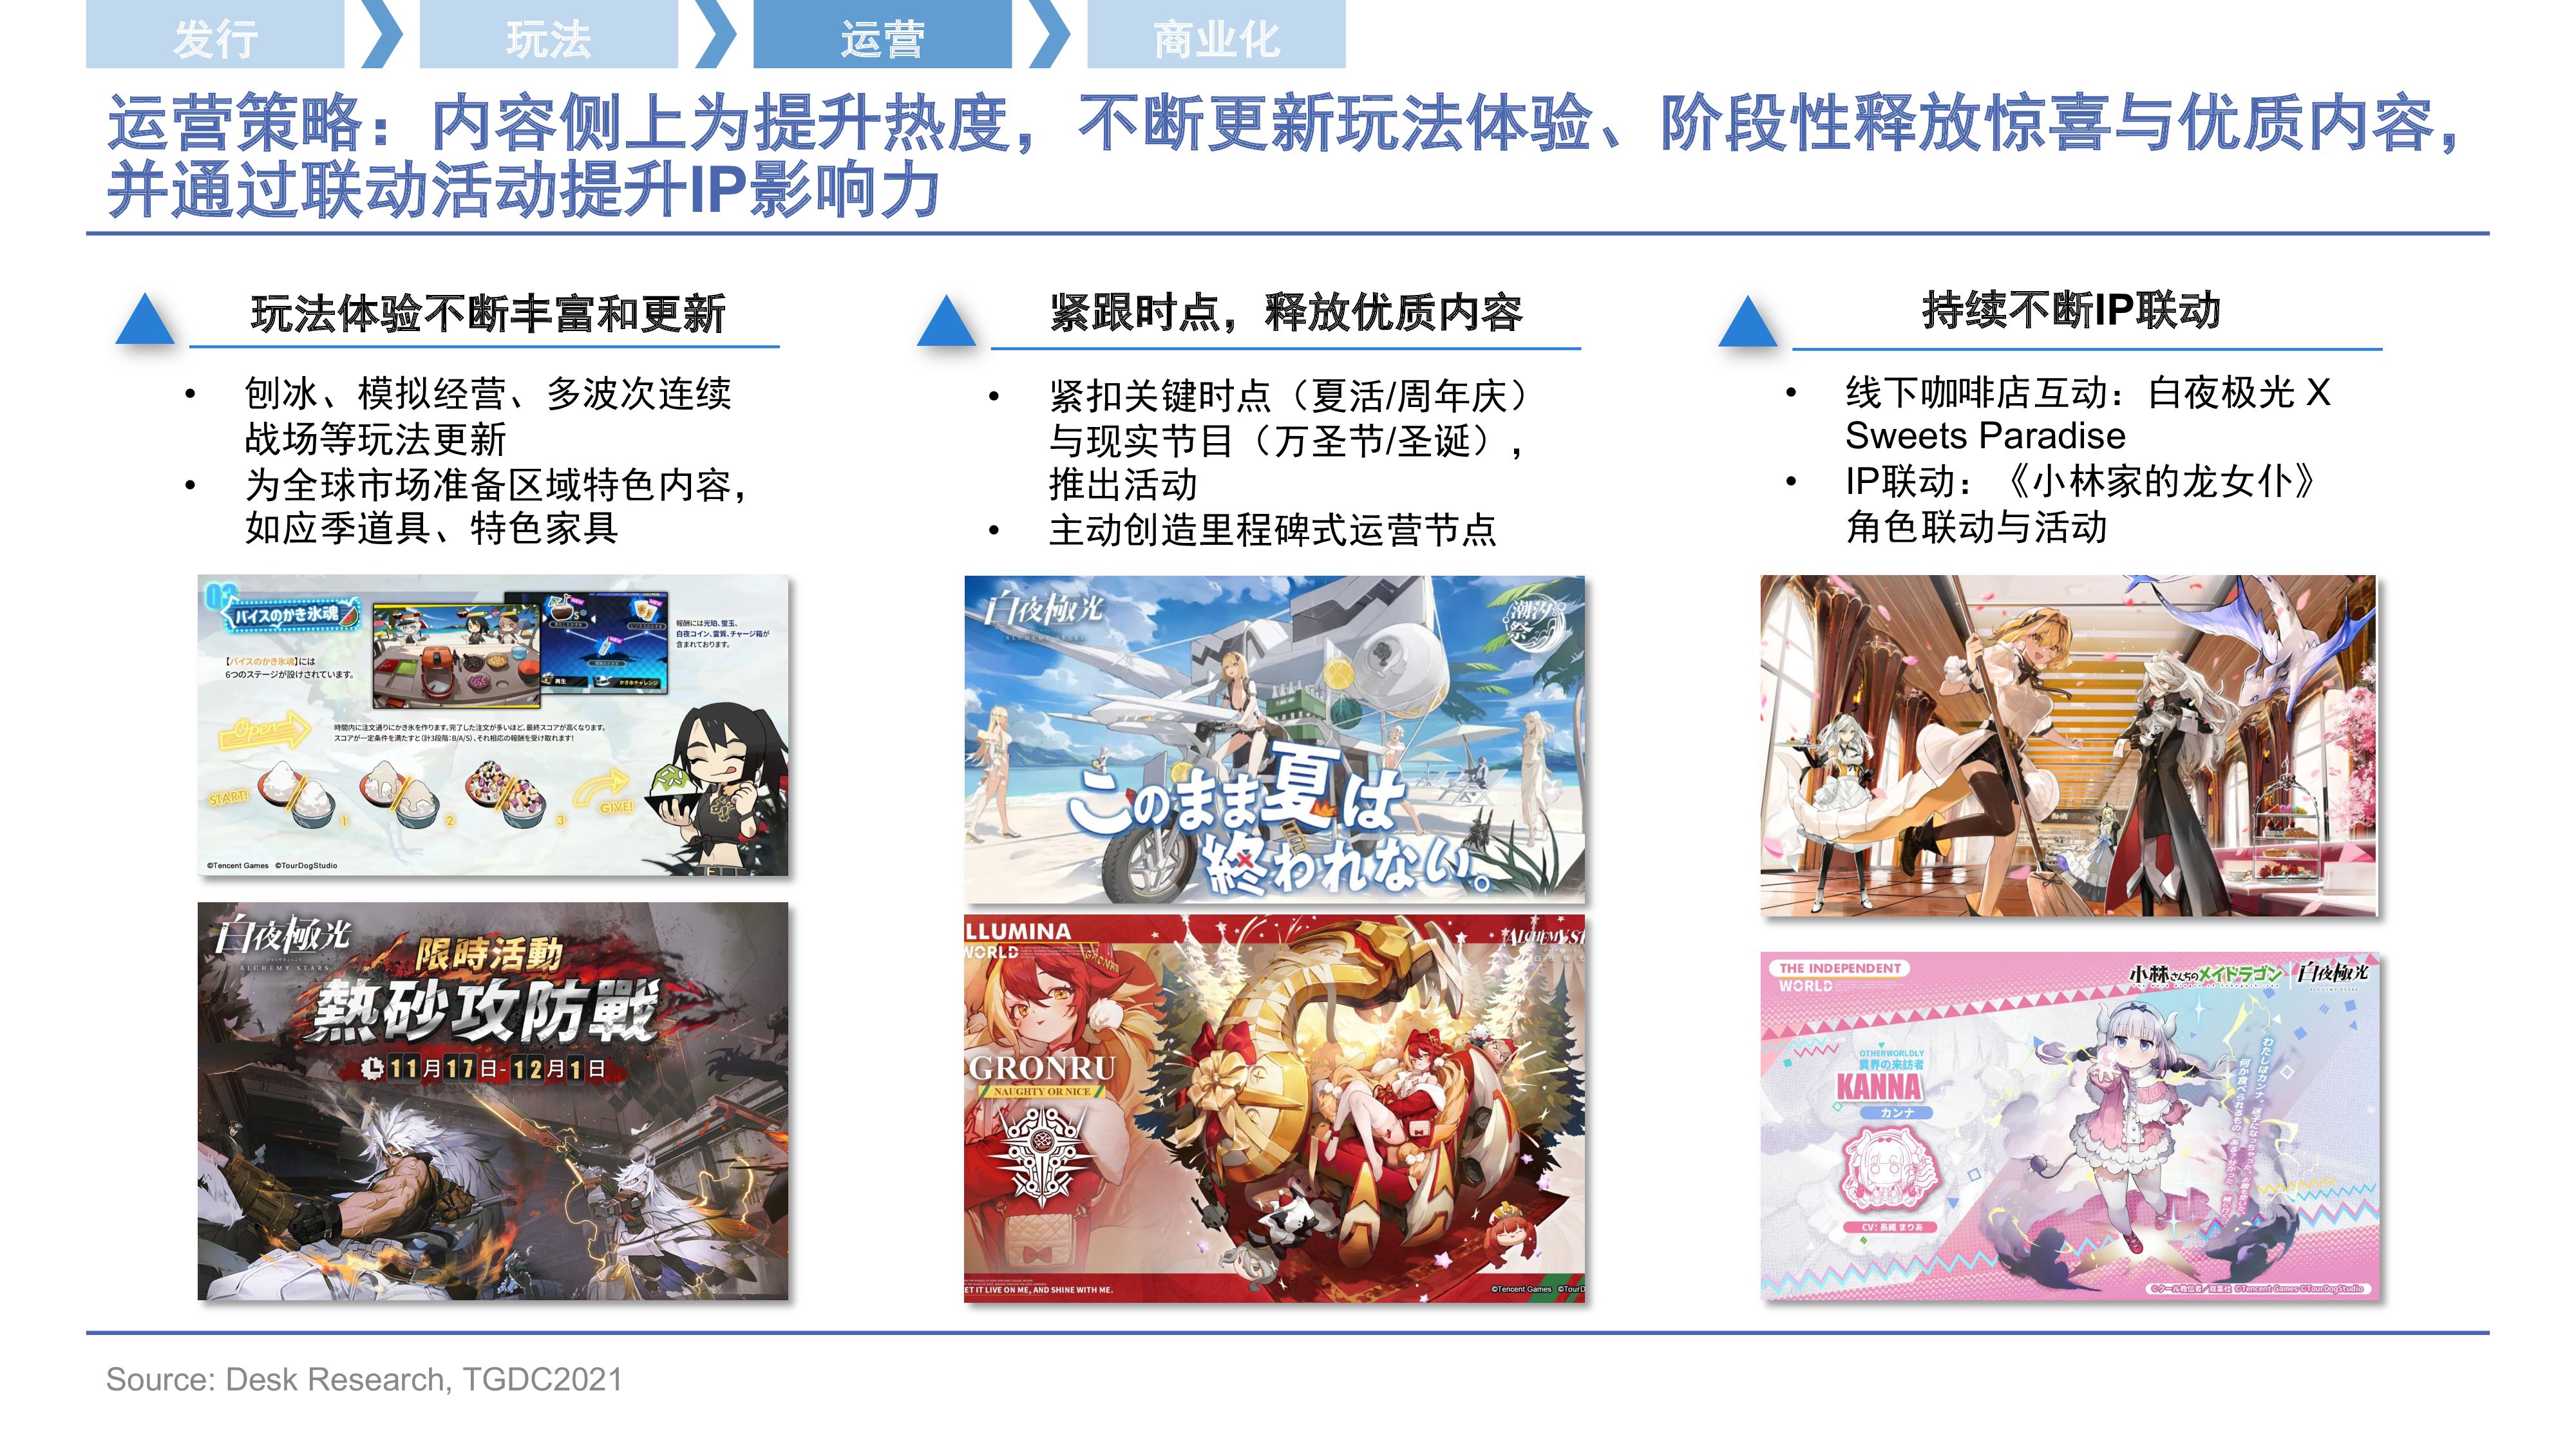 发行
玩法
运营
商业化
运营策略：内容侧上为提升热度，不断更新玩法体验、阶段性释放惊喜与优质内容，
并通过联动活动提升IP影响力
玩法体验不断丰富和更新
• 刨冰、模拟经营、多波次连续
战场等玩法更新
• 为全球市场准备区域特色内容，
如应季道具、特色家具
バイスのかき氷魂
【バイスのかき氷魂】には
6つのステージが設けされています。
報酬には光珀、蛍玉、
白夜コイン、霊質、チャージ箱が
含まれております。
Open
時間内に注文通りにかき氷を作ります。完了した注文が多いほど、最終スコアが高くなります。
スコアが一定条件を満たすと（計3段階：B/A/S）、それ相応の報酬を受け取れます！
START!
1
2
3
GIVE!
©Tencent Games ©TourDogStudio
白夜極光
ALCHEMY STARS
限時活動
熱砂攻防戰
11月17日-12月1日
紧跟时点，释放优质内容
• 紧扣关键时点（夏活/周年庆）
与现实节目（万圣节/圣诞），
推出活动
• 主动创造里程碑式运营节点
白夜極光
ALCHEMY STARS
潮汐祭
このまま夏は
終われない。
LLUMINA
WORLD
ALCHEMY ST
GRONRU
NAUGHTY OR NICE
ET IT LIVE ON ME, AND SHINE WITH ME.
©Tencent Games ©TourD
持续不断IP联动
• 线下咖啡店互动：白夜极光 X
Sweets Paradise
• IP联动：《小林家的龙女仆》
角色联动与活动
THE INDEPENDENT
WORLD
小林さんちのメイドラゴン
白夜極光
OTHERWORLDLY
異界の来訪者
KANNA
カンナ
CV：長縄 まりあ
©クール教信者／双葉社 ©Tencent Games ©TourDogStudio
Source: Desk Research, TGDC2021